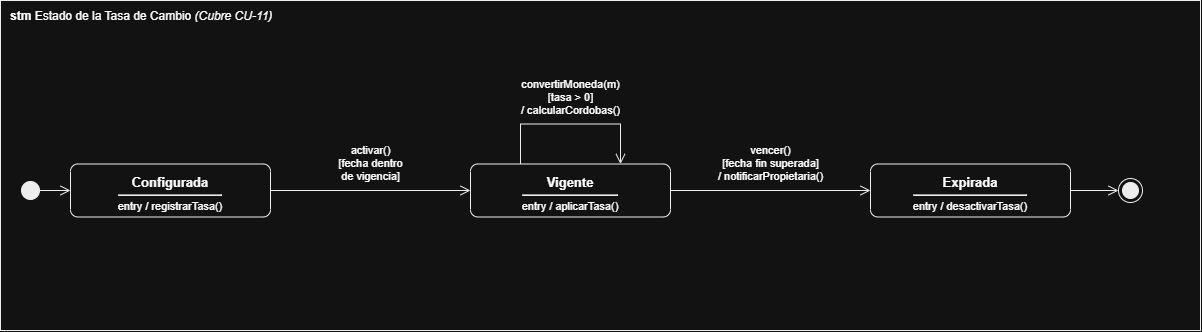 stm Estado de la Tasa de Cambio (Cubre CU-11)
convertirMoneda(m)
[tasa > 0]
/ calcularCordobas()
activar()
[fecha dentro
de vigencia]
vencer()
[fecha fin superada]
/ notificarPropietaria()
Configurada
entry / registrarTasa()
Vigente
entry / aplicarTasa()
Expirada
entry / desactivarTasa()